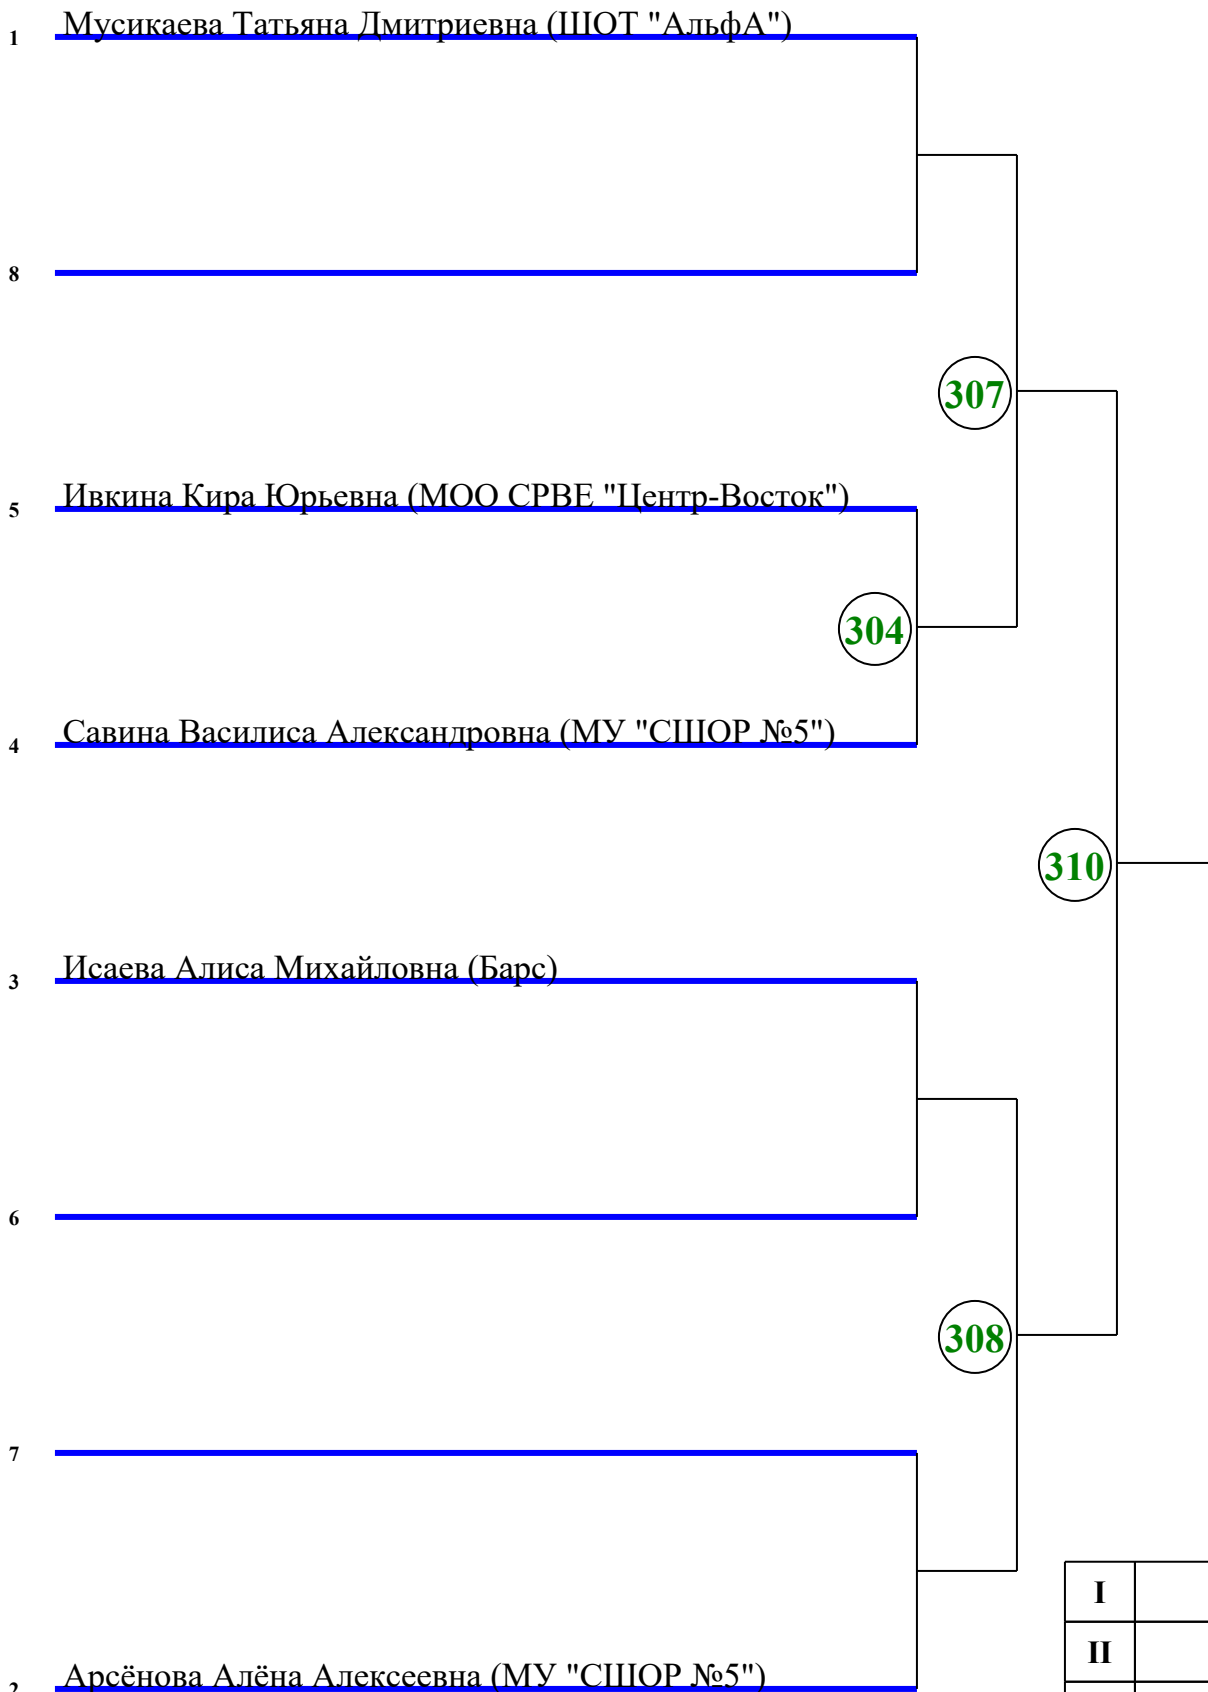 1 Мусикаева Татьяна Дмитриевна (ШОТ "АльфА")
8
307
5 Ивкина Кира Юрьевна (МОО СРВЕ "Центр-Восток")
304
4 Савина Василиса Александровна (МУ "СШОР №5")
310
3 Исаева Алиса Михайловна (Барс)
6
308
7
I
II
2 Арсёнова Алёна Алексеевна (МУ "СШОР №5")